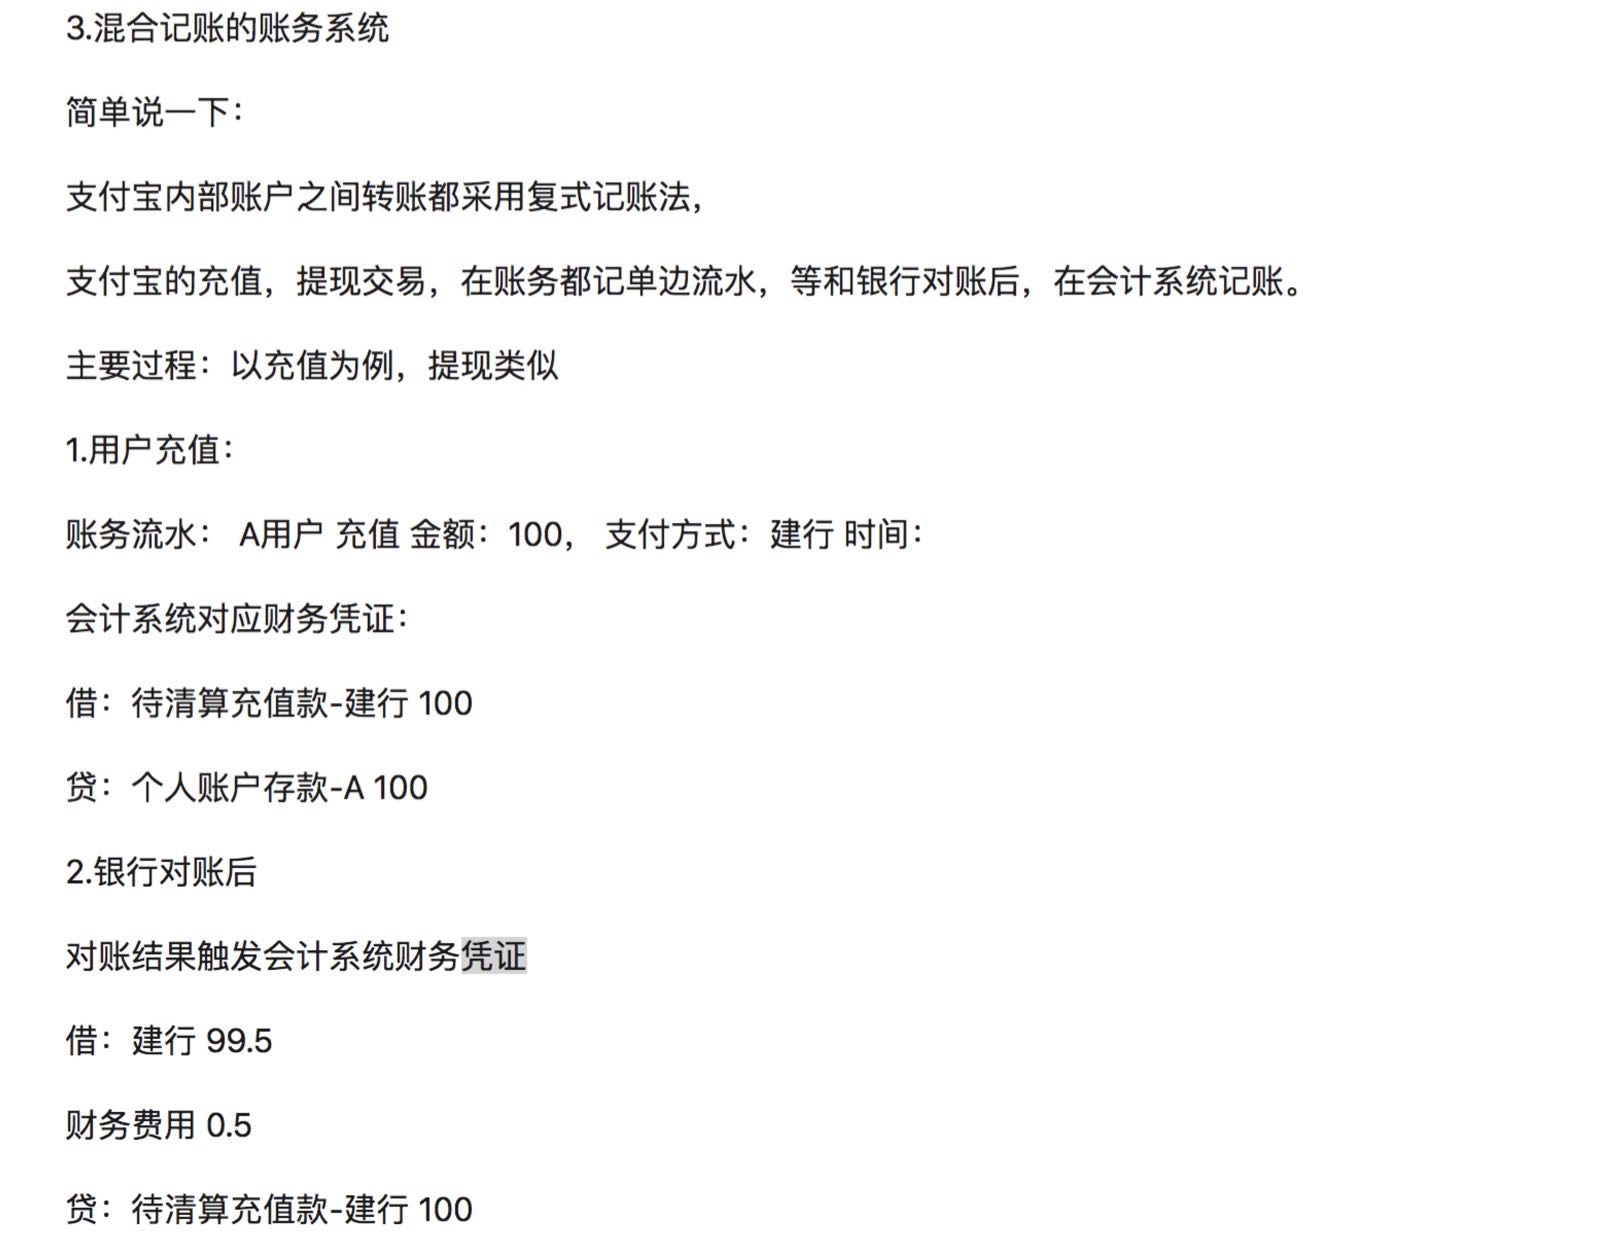 3.混合记账的账务系统
简单说一下：
支付宝内部账户之间转账都采用复式记账法，
支付宝的充值，提现交易，在账务都记单边流水，等和银行对账后，在会计系统记账。
主要过程：以充值为例，提现类似
1.用户充值：
账务流水： A用户 充值 金额：100， 支付方式：建行 时间：
会计系统对应财务凭证：
借：待清算充值款-建行 100
贷：个人账户存款-A 100
2.银行对账后
对账结果触发会计系统财务凭证
借：建行 99.5
财务费用 0.5
贷：待清算充值款-建行 100